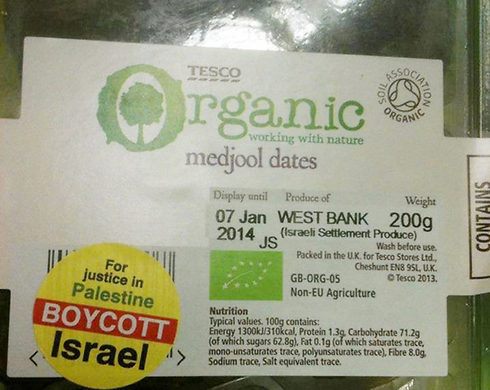 TESCO
Organic
working with nature
medjool dates
SOIL ASSOCIATION
ORGANIC
Display until Produce of Weight
07 Jan WEST BANK 200g
2014 JS (Israeli Settlement Produce)
Wash before use.
Packed in the U.K. for Tesco Stores Ltd.,
Cheshunt EN8 9SL, U.K.
© Tesco 2013.
GB-ORG-05
Non-EU Agriculture
Nutrition
Typical values. 100g contains:
Energy 1300kJ/310kcal, Protein 1.3g, Carbohydrate 71.2g
(of which sugars 62.8g), Fat 0.1g (of which saturates trace,
mono-unsaturates trace, polyunsaturates trace), Fibre 8.0g,
Sodium trace, Salt equivalent trace.
For
justice in
Palestine
BOYCOTT
Israel
CONTAINS